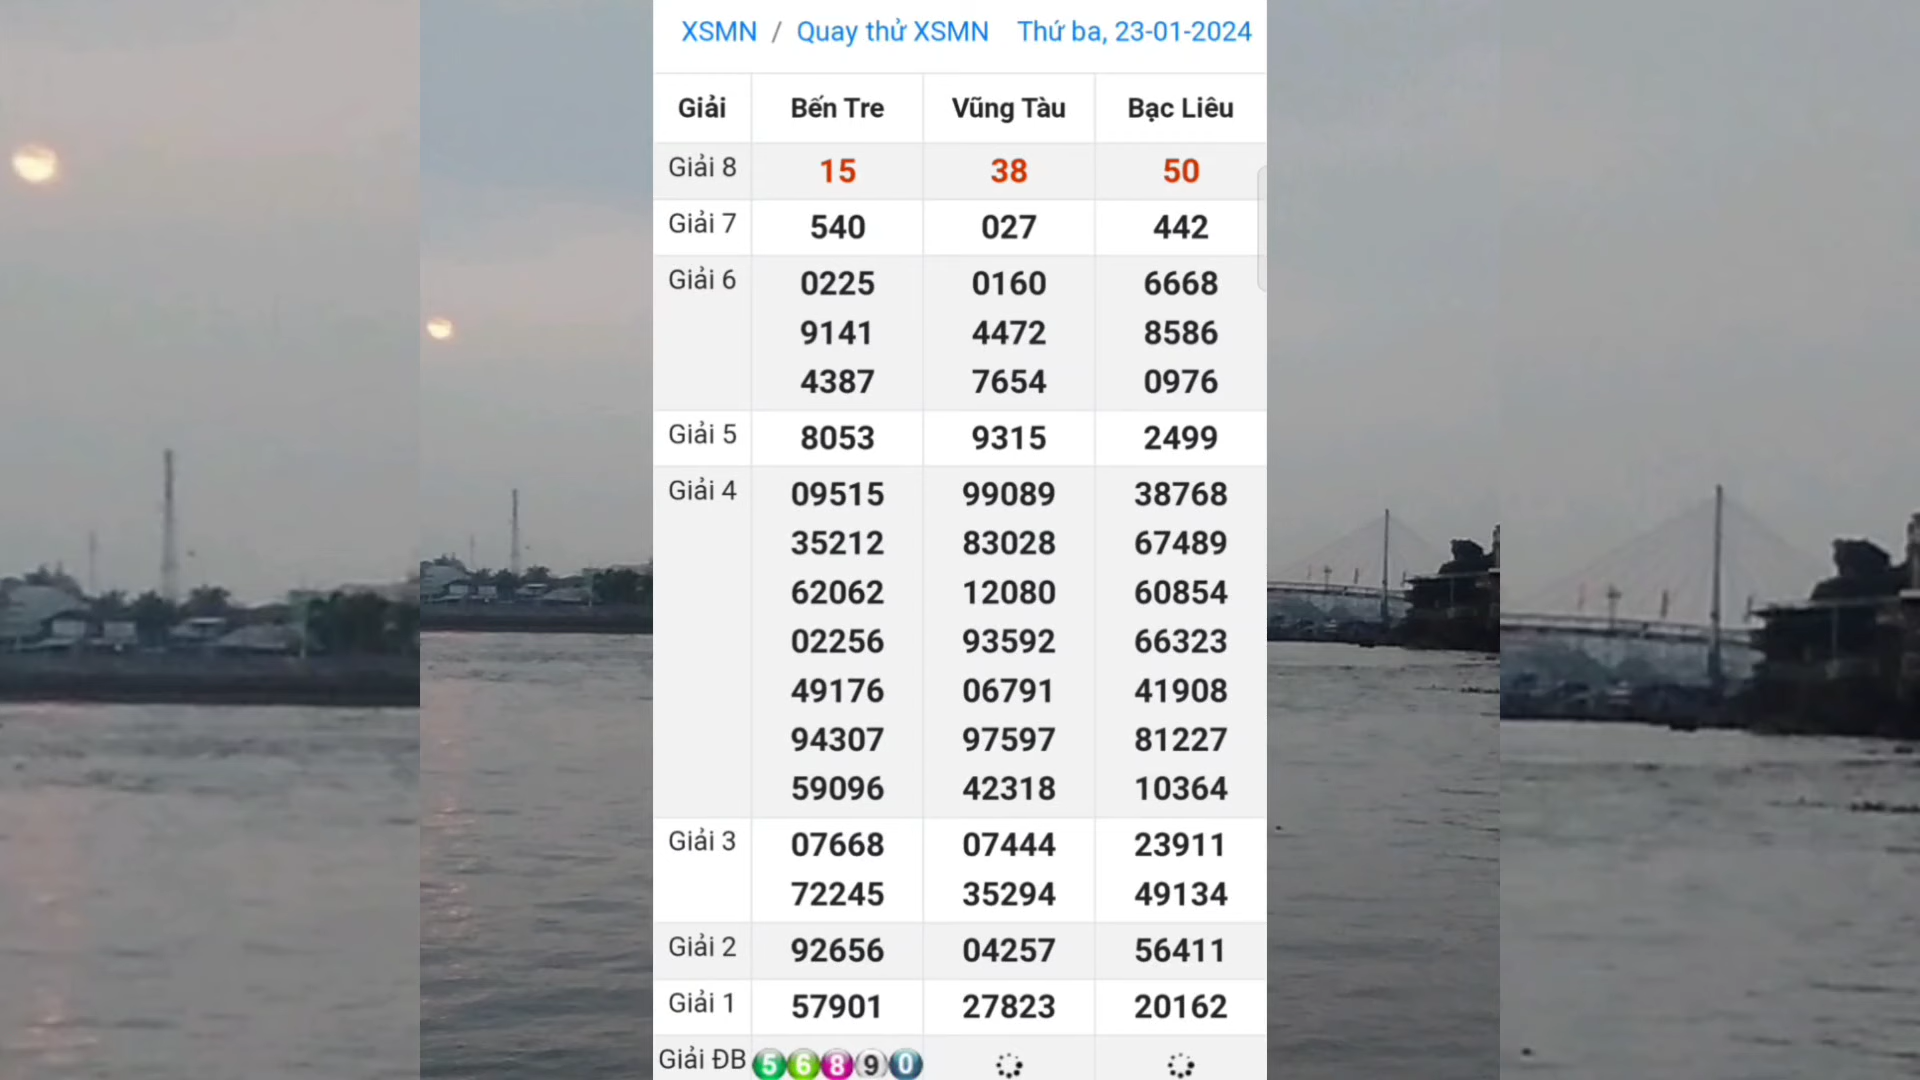 XSMN / Quay thử XSMN Thứ ba, 23-01-2024
Giải Bến Tre Vũng Tàu Bạc Liêu
Giải 8 15 38 50
Giải 7 540 027 442
Giải 6 0225 0160 6668
9141 4472 8586
4387 7654 0976
Giải 5 8053 9315 2499
Giải 4 09515 99089 38768
35212 83028 67489
62062 12080 60854
02256 93592 66323
49176 06791 41908
94307 97597 81227
59096 42318 10364
Giải 3 07668 07444 23911
72245 35294 49134
Giải 2 92656 04257 56411
Giải 1 57901 27823 20162
Giải ĐB 5 6 8 9 0